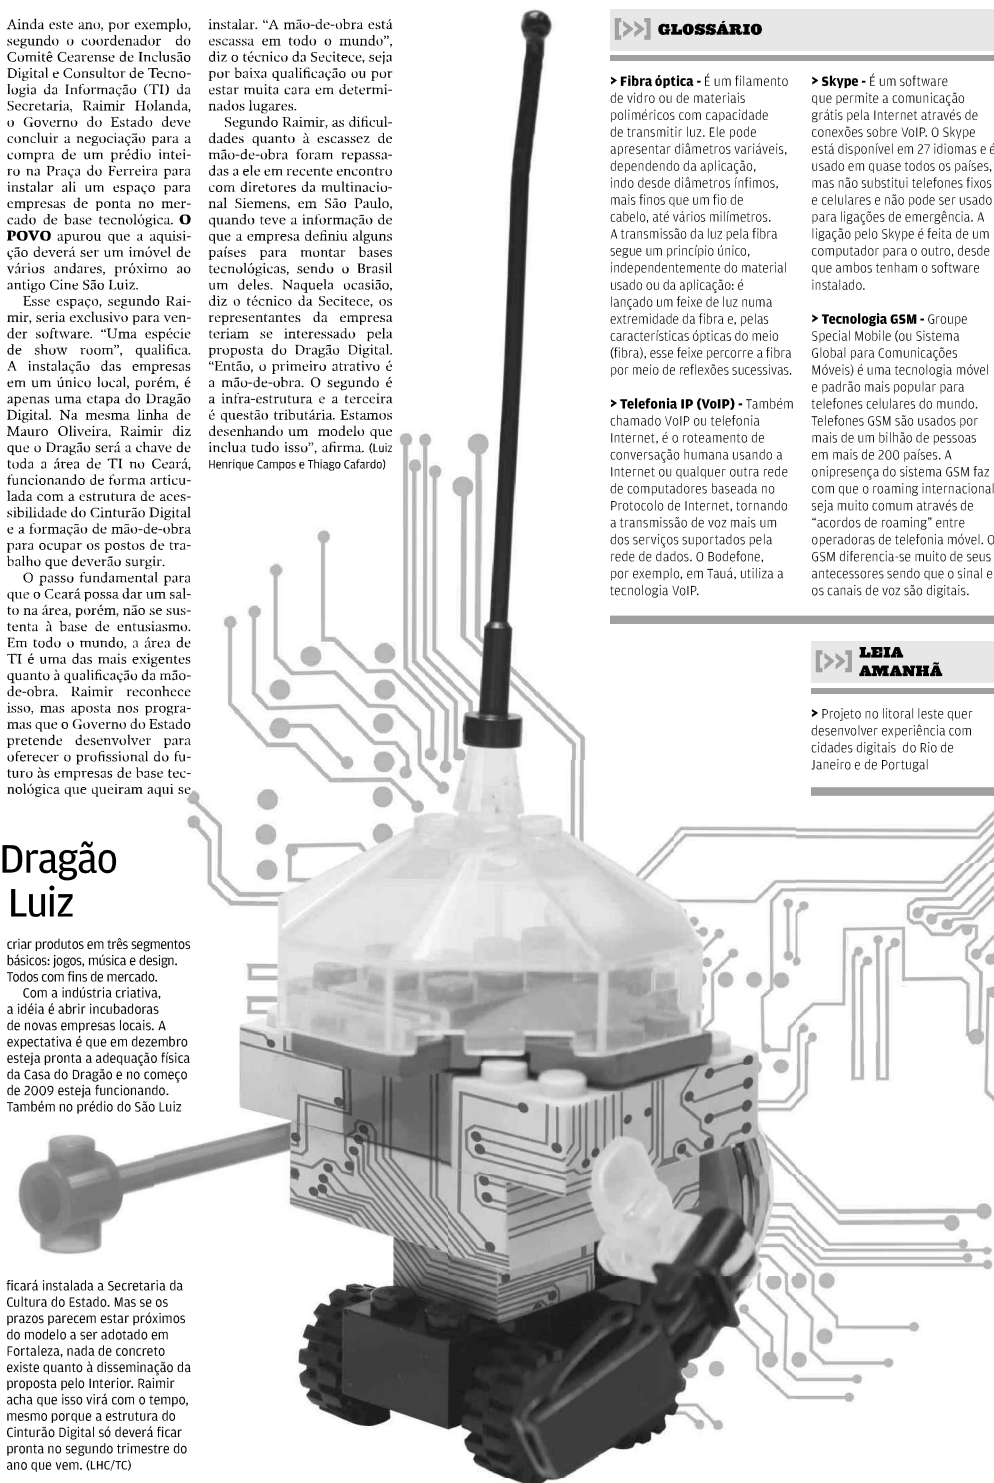 Ainda este ano, por exemplo,
segundo o coordenador do
Comitê Cearense de Inclusão
Digital e Consultor de Tecno-
logia da Informação (TI) da
Secretaria, Raimir Holanda,
o Governo do Estado deve
concluir a negociação para a
compra de um prédio intei-
ro na Praça do Ferreira para
instalar ali um espaço para
empresas de ponta no mer-
cado de base tecnológica. O
POVO apurou que a aquisi-
ção deverá ser um imóvel de
vários andares, próximo ao
antigo Cine São Luiz.
Esse espaço, segundo Rai-
mir, seria exclusivo para ven-
der software. “Uma espécie
de show room”, qualifica.
A instalação das empresas
em um único local, porém, é
apenas uma etapa do Dragão
Digital. Na mesma linha de
Mauro Oliveira, Raimir diz
que o Dragão será a chave de
toda a área de TI no Ceará,
funcionando de forma articu-
lada com a estrutura de aces-
sibilidade do Cinturão Digital
e a formação de mão-de-obra
para ocupar os postos de tra-
balho que deverão surgir.
O passo fundamental para
que o Ceará possa dar um sal-
to na área, porém, não se sus-
tenta à base de entusiasmo.
Em todo o mundo, a área de
TI é uma das mais exigentes
quanto à qualificação da mão-
de-obra. Raimir reconhece
isso, mas aposta nos progra-
mas que o Governo do Estado
pretende desenvolver para
oferecer o profissional do fu-
turo às empresas de base tec-
nológica que queiram aqui se
instalar. “A mão-de-obra está
escassa em todo o mundo”,
diz o técnico da Secitece, seja
por baixa qualificação ou por
estar muita cara em determi-
nados lugares.
Segundo Raimir, as dificul-
dades quanto à escassez de
mão-de-obra foram repassa-
das a ele em recente encontro
com diretores da multinacio-
nal Siemens, em São Paulo,
quando teve a informação de
que a empresa definiu alguns
países para montar bases
tecnológicas, sendo o Brasil
um deles. Naquela ocasião,
diz o técnico da Secitece, os
representantes da empresa
teriam se interessado pela
proposta do Dragão Digital.
“Então, o primeiro atrativo é
a mão-de-obra. O segundo é
a infra-estrutura e a terceira
é questão tributária. Estamos
desenhando um modelo que
inclua tudo isso”, afirma. (Luiz
Henrique Campos e Thiago Cafardo)
Dragão
Luiz
criar produtos em três segmentos
básicos: jogos, música e design.
Todos com fins de mercado.
Com a indústria criativa,
a idéia é abrir incubadoras
de novas empresas locais. A
expectativa é que em dezembro
esteja pronta a adequação física
da Casa do Dragão e no começo
de 2009 esteja funcionando.
Também no prédio do São Luiz
ficará instalada a Secretaria da
Cultura do Estado. Mas se os
prazos parecem estar próximos
do modelo a ser adotado em
Fortaleza, nada de concreto
existe quanto à disseminação da
proposta pelo Interior. Raimir
acha que isso virá com o tempo,
mesmo porque a estrutura do
Cinturão Digital só deverá ficar
pronta no segundo trimestre do
ano que vem. (LHC/TC)
[>>] GLOSSÁRIO
> Fibra óptica - É um filamento
de vidro ou de materiais
poliméricos com capacidade
de transmitir luz. Ele pode
apresentar diâmetros variáveis,
dependendo da aplicação,
indo desde diâmetros ínfimos,
mais finos que um fio de
cabelo, até vários milímetros.
A transmissão da luz pela fibra
segue um princípio único,
independentemente do material
usado ou da aplicação: é
lançado um feixe de luz numa
extremidade da fibra e, pelas
características ópticas do meio
(fibra), esse feixe percorre a fibra
por meio de reflexões sucessivas.
> Telefonia IP (VoIP) - Também
chamado VoIP ou telefonia
Internet, é o roteamento de
conversação humana usando a
Internet ou qualquer outra rede
de computadores baseada no
Protocolo de Internet, tornando
a transmissão de voz mais um
dos serviços suportados pela
rede de dados. O Bodefone,
por exemplo, em Tauá, utiliza a
tecnologia VoIP.
> Skype - É um software
que permite a comunicação
grátis pela Internet através de
conexões sobre VoIP. O Skype
está disponível em 27 idiomas e é
usado em quase todos os países,
mas não substitui telefones fixos
e celulares e não pode ser usado
para ligações de emergência. A
ligação pelo Skype é feita de um
computador para o outro, desde
que ambos tenham o software
instalado.
> Tecnologia GSM - Groupe
Special Mobile (ou Sistema
Global para Comunicações
Móveis) é uma tecnologia móvel
e padrão mais popular para
telefones celulares do mundo.
Telefones GSM são usados por
mais de um bilhão de pessoas
em mais de 200 países. A
onipresença do sistema GSM faz
com que o roaming internacional
seja muito comum através de
“acordos de roaming” entre
operadoras de telefonia móvel. O
GSM diferencia-se muito de seus
antecessores sendo que o sinal e
os canais de voz são digitais.
[>>] LEIA
AMANHÃ
> Projeto no litoral leste quer
desenvolver experiência com
cidades digitais do Rio de
Janeiro e de Portugal